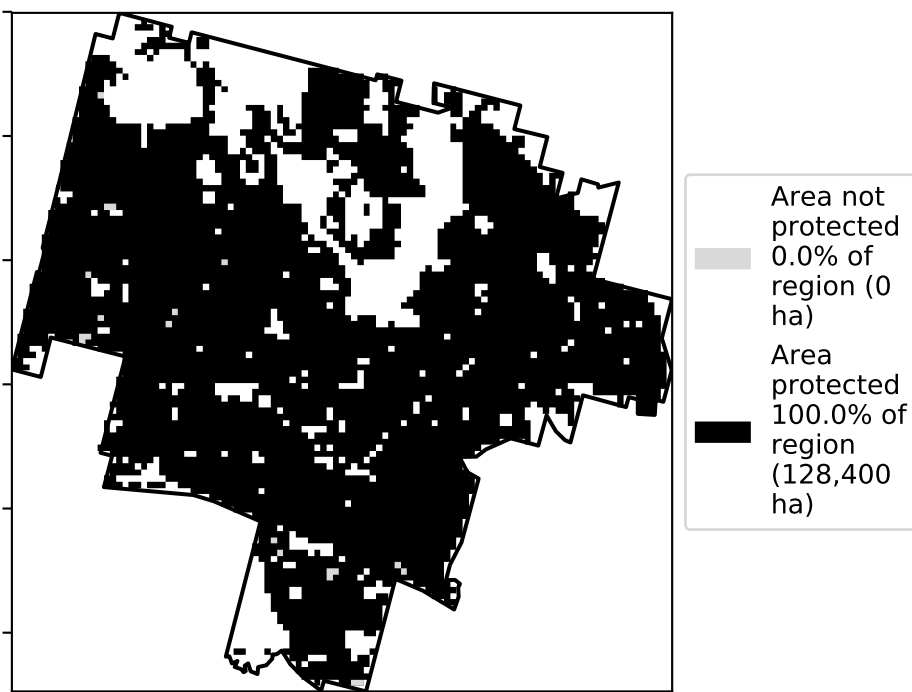 Area not
protected
0.0% of
region (0
ha)
Area
protected
100.0% of
region
(128,400
ha)